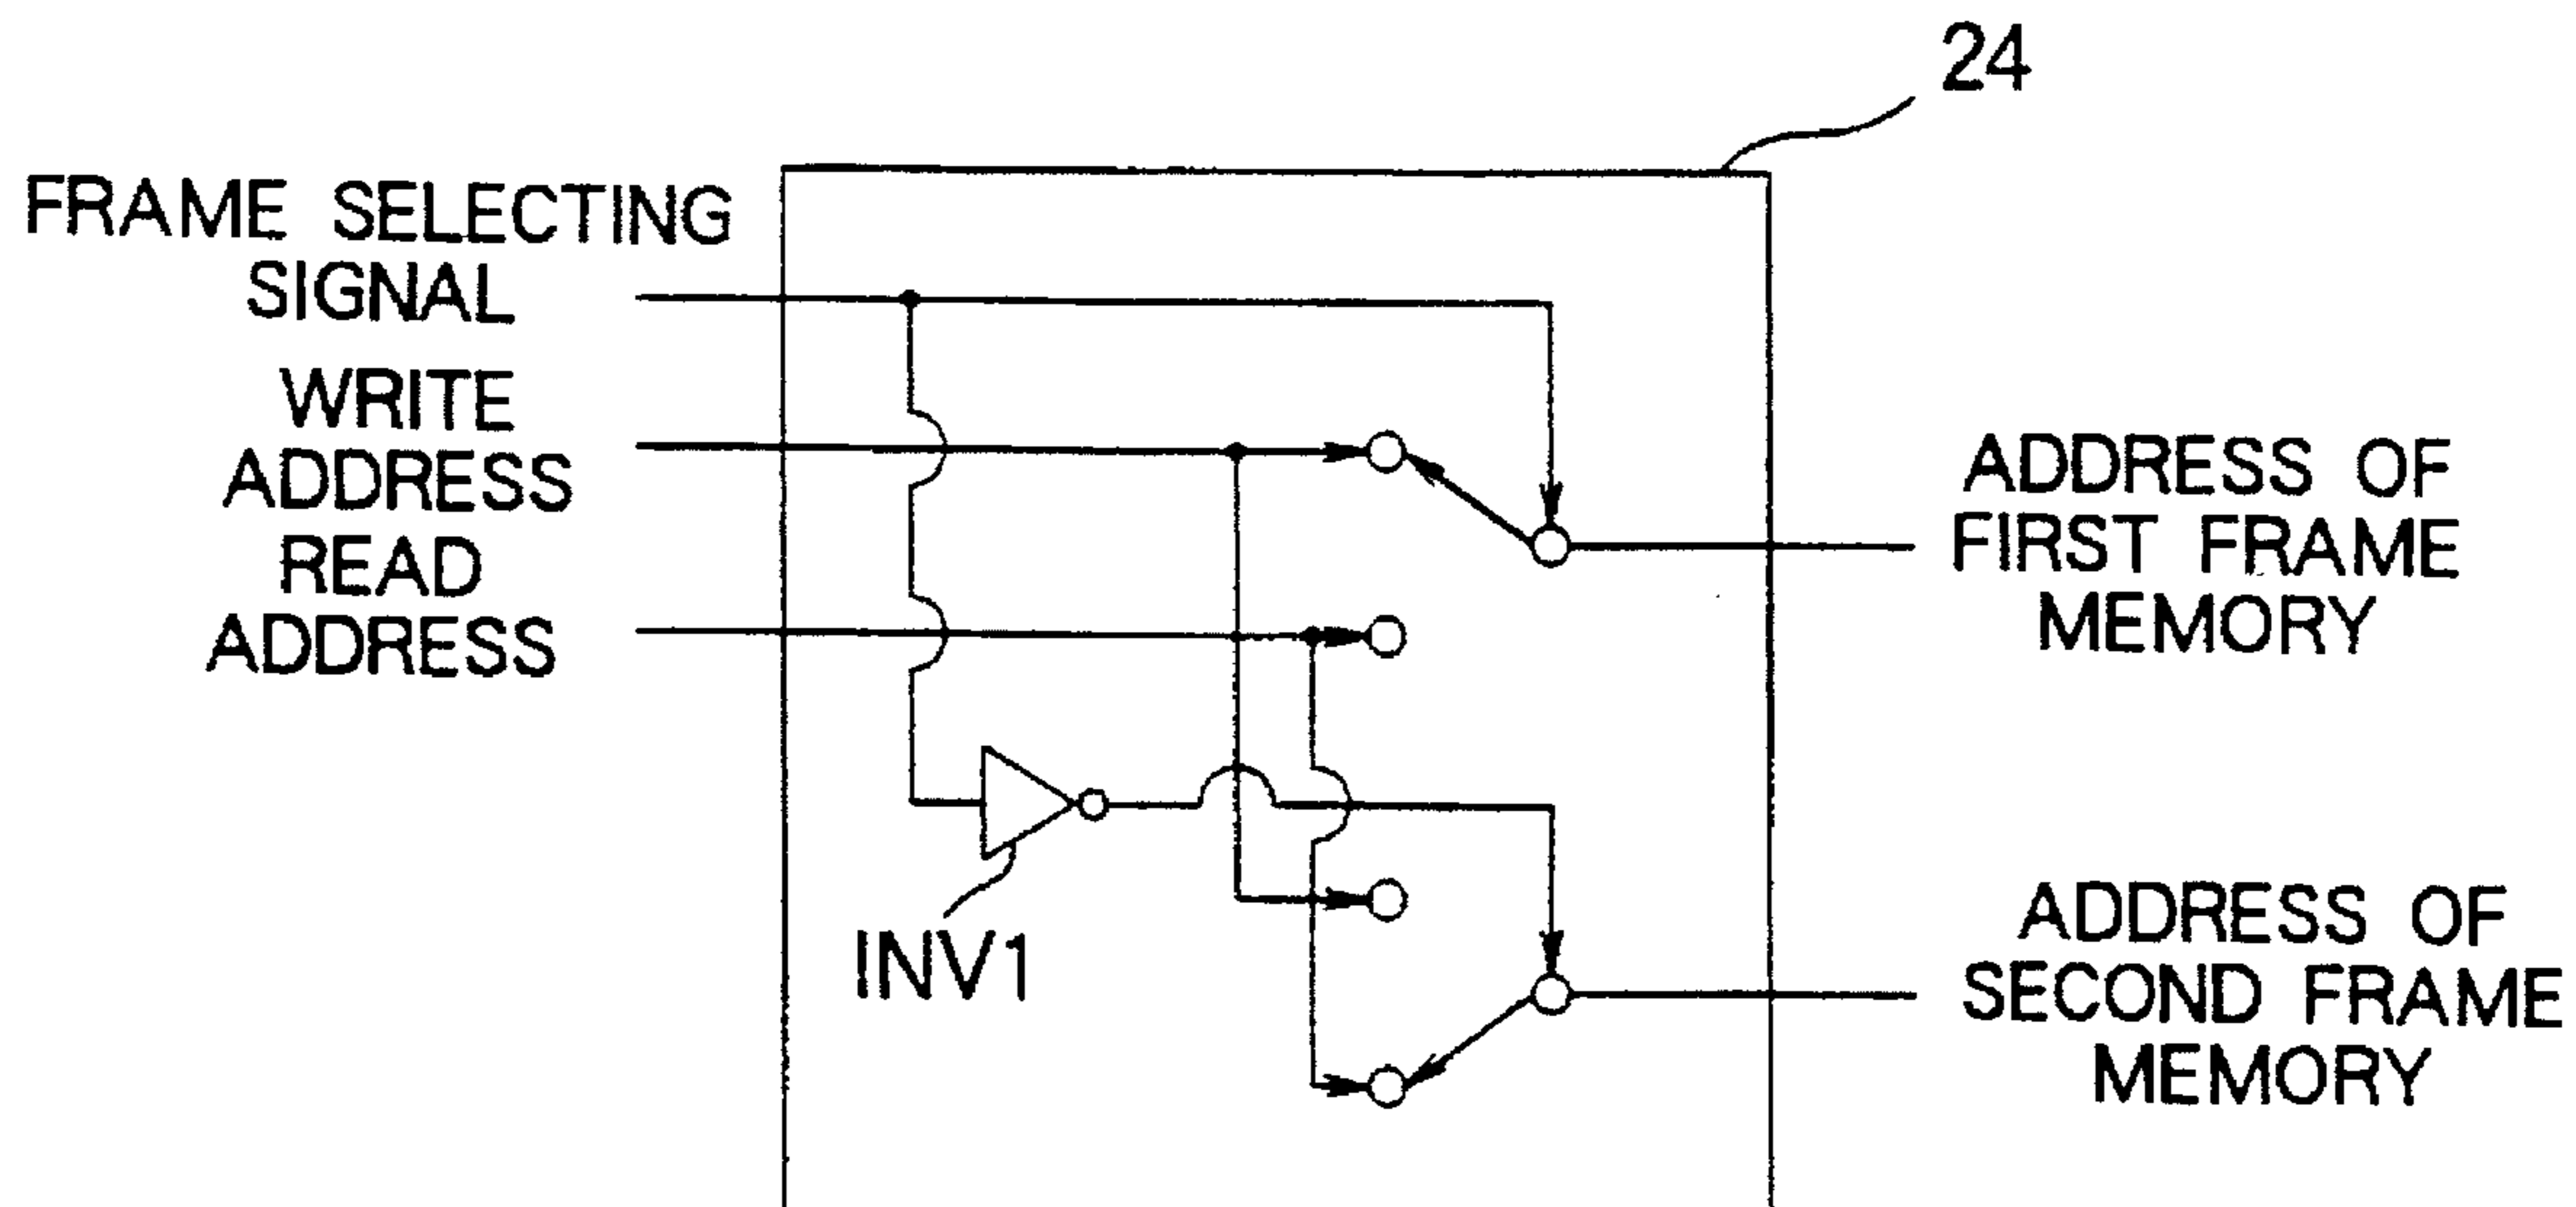 24
FRAME SELECTING
SIGNAL
WRITE
ADDRESS
READ
ADDRESS
ADDRESS OF
FIRST FRAME
MEMORY
INV1
ADDRESS OF
SECOND FRAME
MEMORY